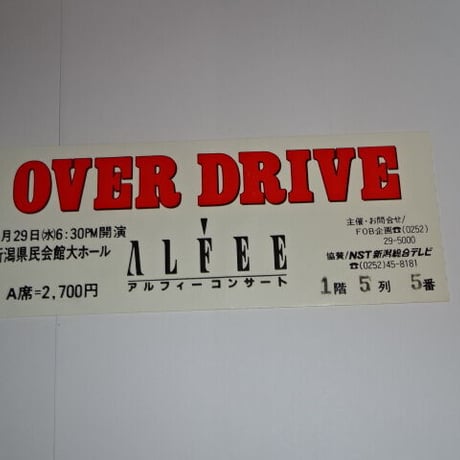 OVER DRIVE
月29日(水)6:30PM開演
新潟県民会館大ホール
A席=2,700円
ALFEE
アルフィー コンサート
主催・お問合せ/
FOB企画☎(0252)
29-5000
協賛/NST新潟総合テレビ
☎(0252)45-8181
1階 5列 5番